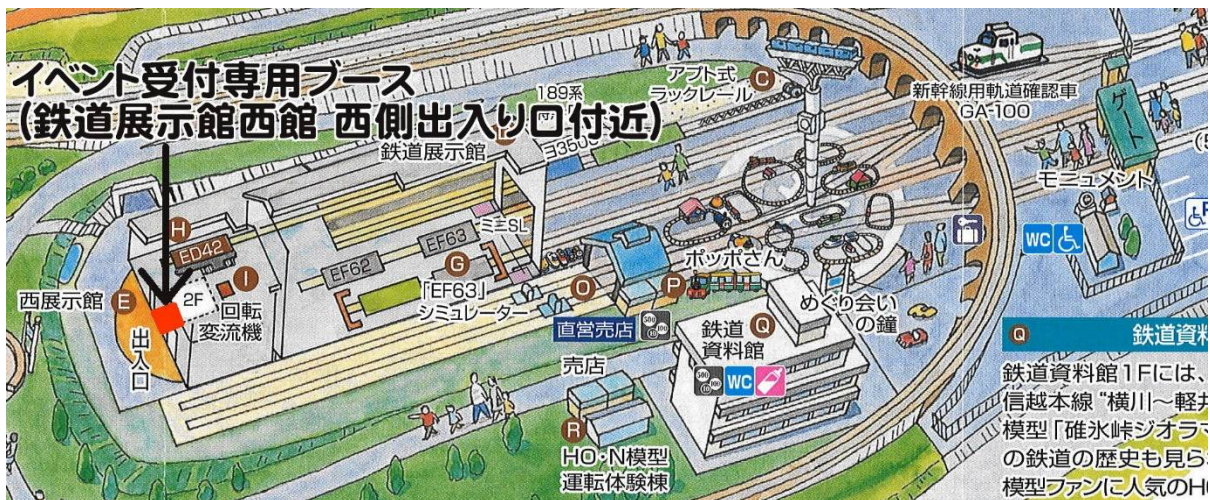 イベント受付専用ブース
(鉄道展示館西館 西側出入り口付近)
189系
アプト式
ラックレール
C
新幹線用軌道確認車
GA-100
ゲート
モニュメント
WC
鉄道展示館
ヨ3500
H
ED42
ミニSL
EF63
EF62
G
「EF63」
シミュレーター
西展示館
E
2F
I
回転
変流機
出入口
O
P
ポッポさん
めぐり会い
の鐘
直営売店
500
100
鉄道
資料館
Q
500
100
WC
売店
R
HO・N模型
運転体験棟
Q
鉄道資料
鉄道資料館1Fには、
信越本線“横川〜軽井
模型「碓氷峠ジオラマ
の鉄道の歴史も見ら
模型ファンに人気のH